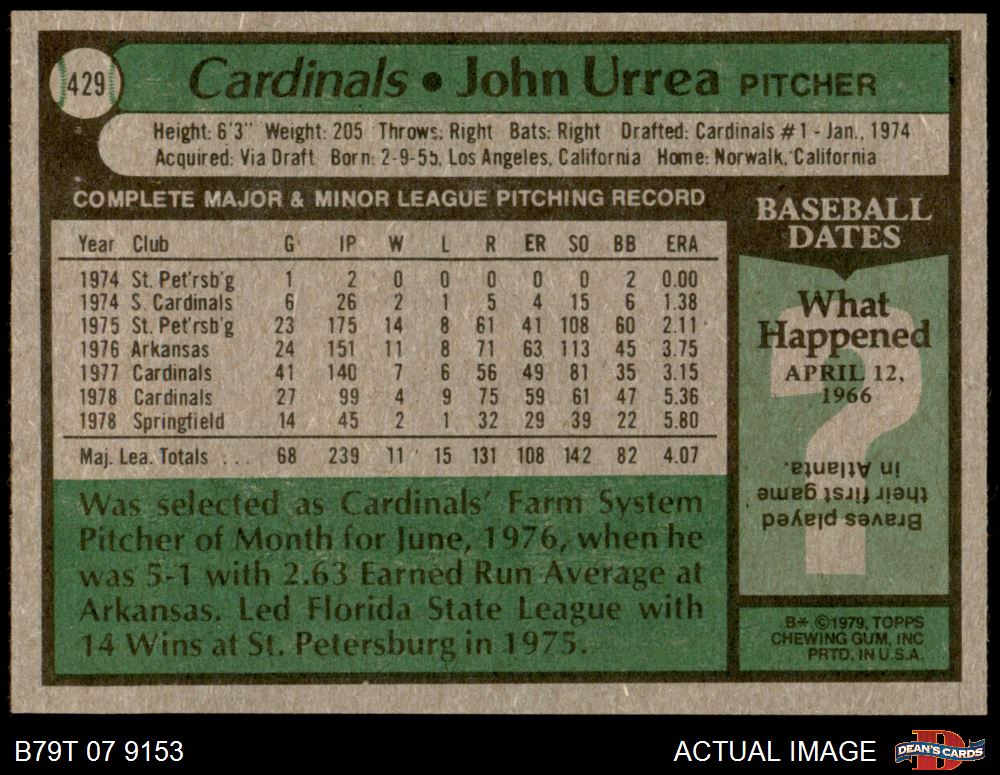 429
Cardinals • John Urrea PITCHER
Height: 6'3" Weight: 205 Throws: Right Bats: Right Drafted: Cardinals #1 - Jan., 1974
Acquired: Via Draft Born: 2-9-55, Los Angeles, California Home: Norwalk, California
COMPLETE MAJOR & MINOR LEAGUE PITCHING RECORD
Year Club G IP W L R ER SO BB ERA
1974 St. Pet'rsb'g 1 2 0 0 0 0 0 2 0.00
1974 S. Cardinals 6 26 2 1 5 4 15 6 1.38
1975 St. Pet'rsb'g 23 175 14 8 61 41 108 60 2.11
1976 Arkansas 24 151 11 8 71 63 113 45 3.75
1977 Cardinals 41 140 7 6 56 49 81 35 3.15
1978 Cardinals 27 99 4 9 75 59 61 47 5.36
1978 Springfield 14 45 2 1 32 29 39 22 5.80
Maj. Lea. Totals ... 68 239 11 15 131 108 142 82 4.07
Was selected as Cardinals' Farm System
Pitcher of Month for June, 1976, when he
was 5-1 with 2.63 Earned Run Average at
Arkansas. Led Florida State League with
14 Wins at St. Petersburg in 1975.
BASEBALL
DATES
What
Happened
APRIL 12,
1966
?
Braves played
their first game
in Atlanta.
B* ©1979, TOPPS
CHEWING GUM, INC
PRTD. IN U.S.A.
B79T 07 9153
ACTUAL IMAGE
D
DEAN'S CARDS